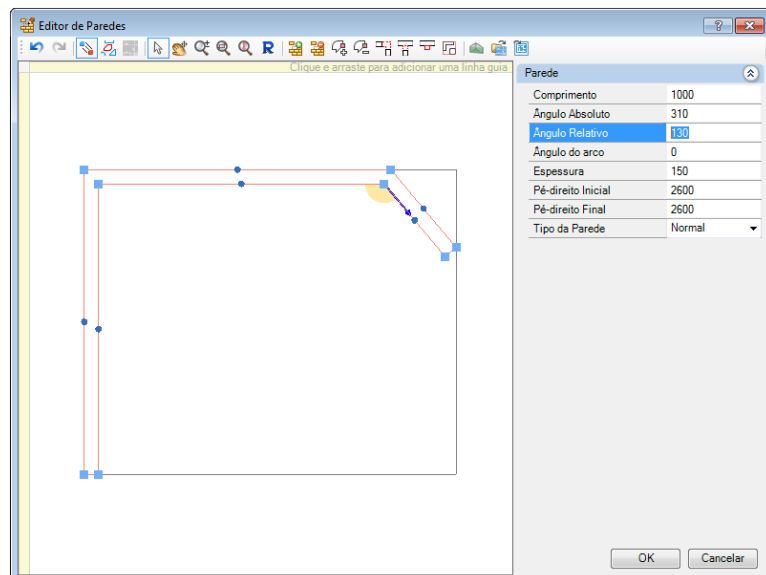 Editor de Paredes
R
Clique e arraste para adicionar uma linha guia
Parede
Comprimento 1000
Ângulo Absoluto 310
Ângulo Relativo 130
Ângulo do arco 0
Espessura 150
Pé-direito Inicial 2600
Pé-direito Final 2600
Tipo da Parede Normal
OK Cancelar